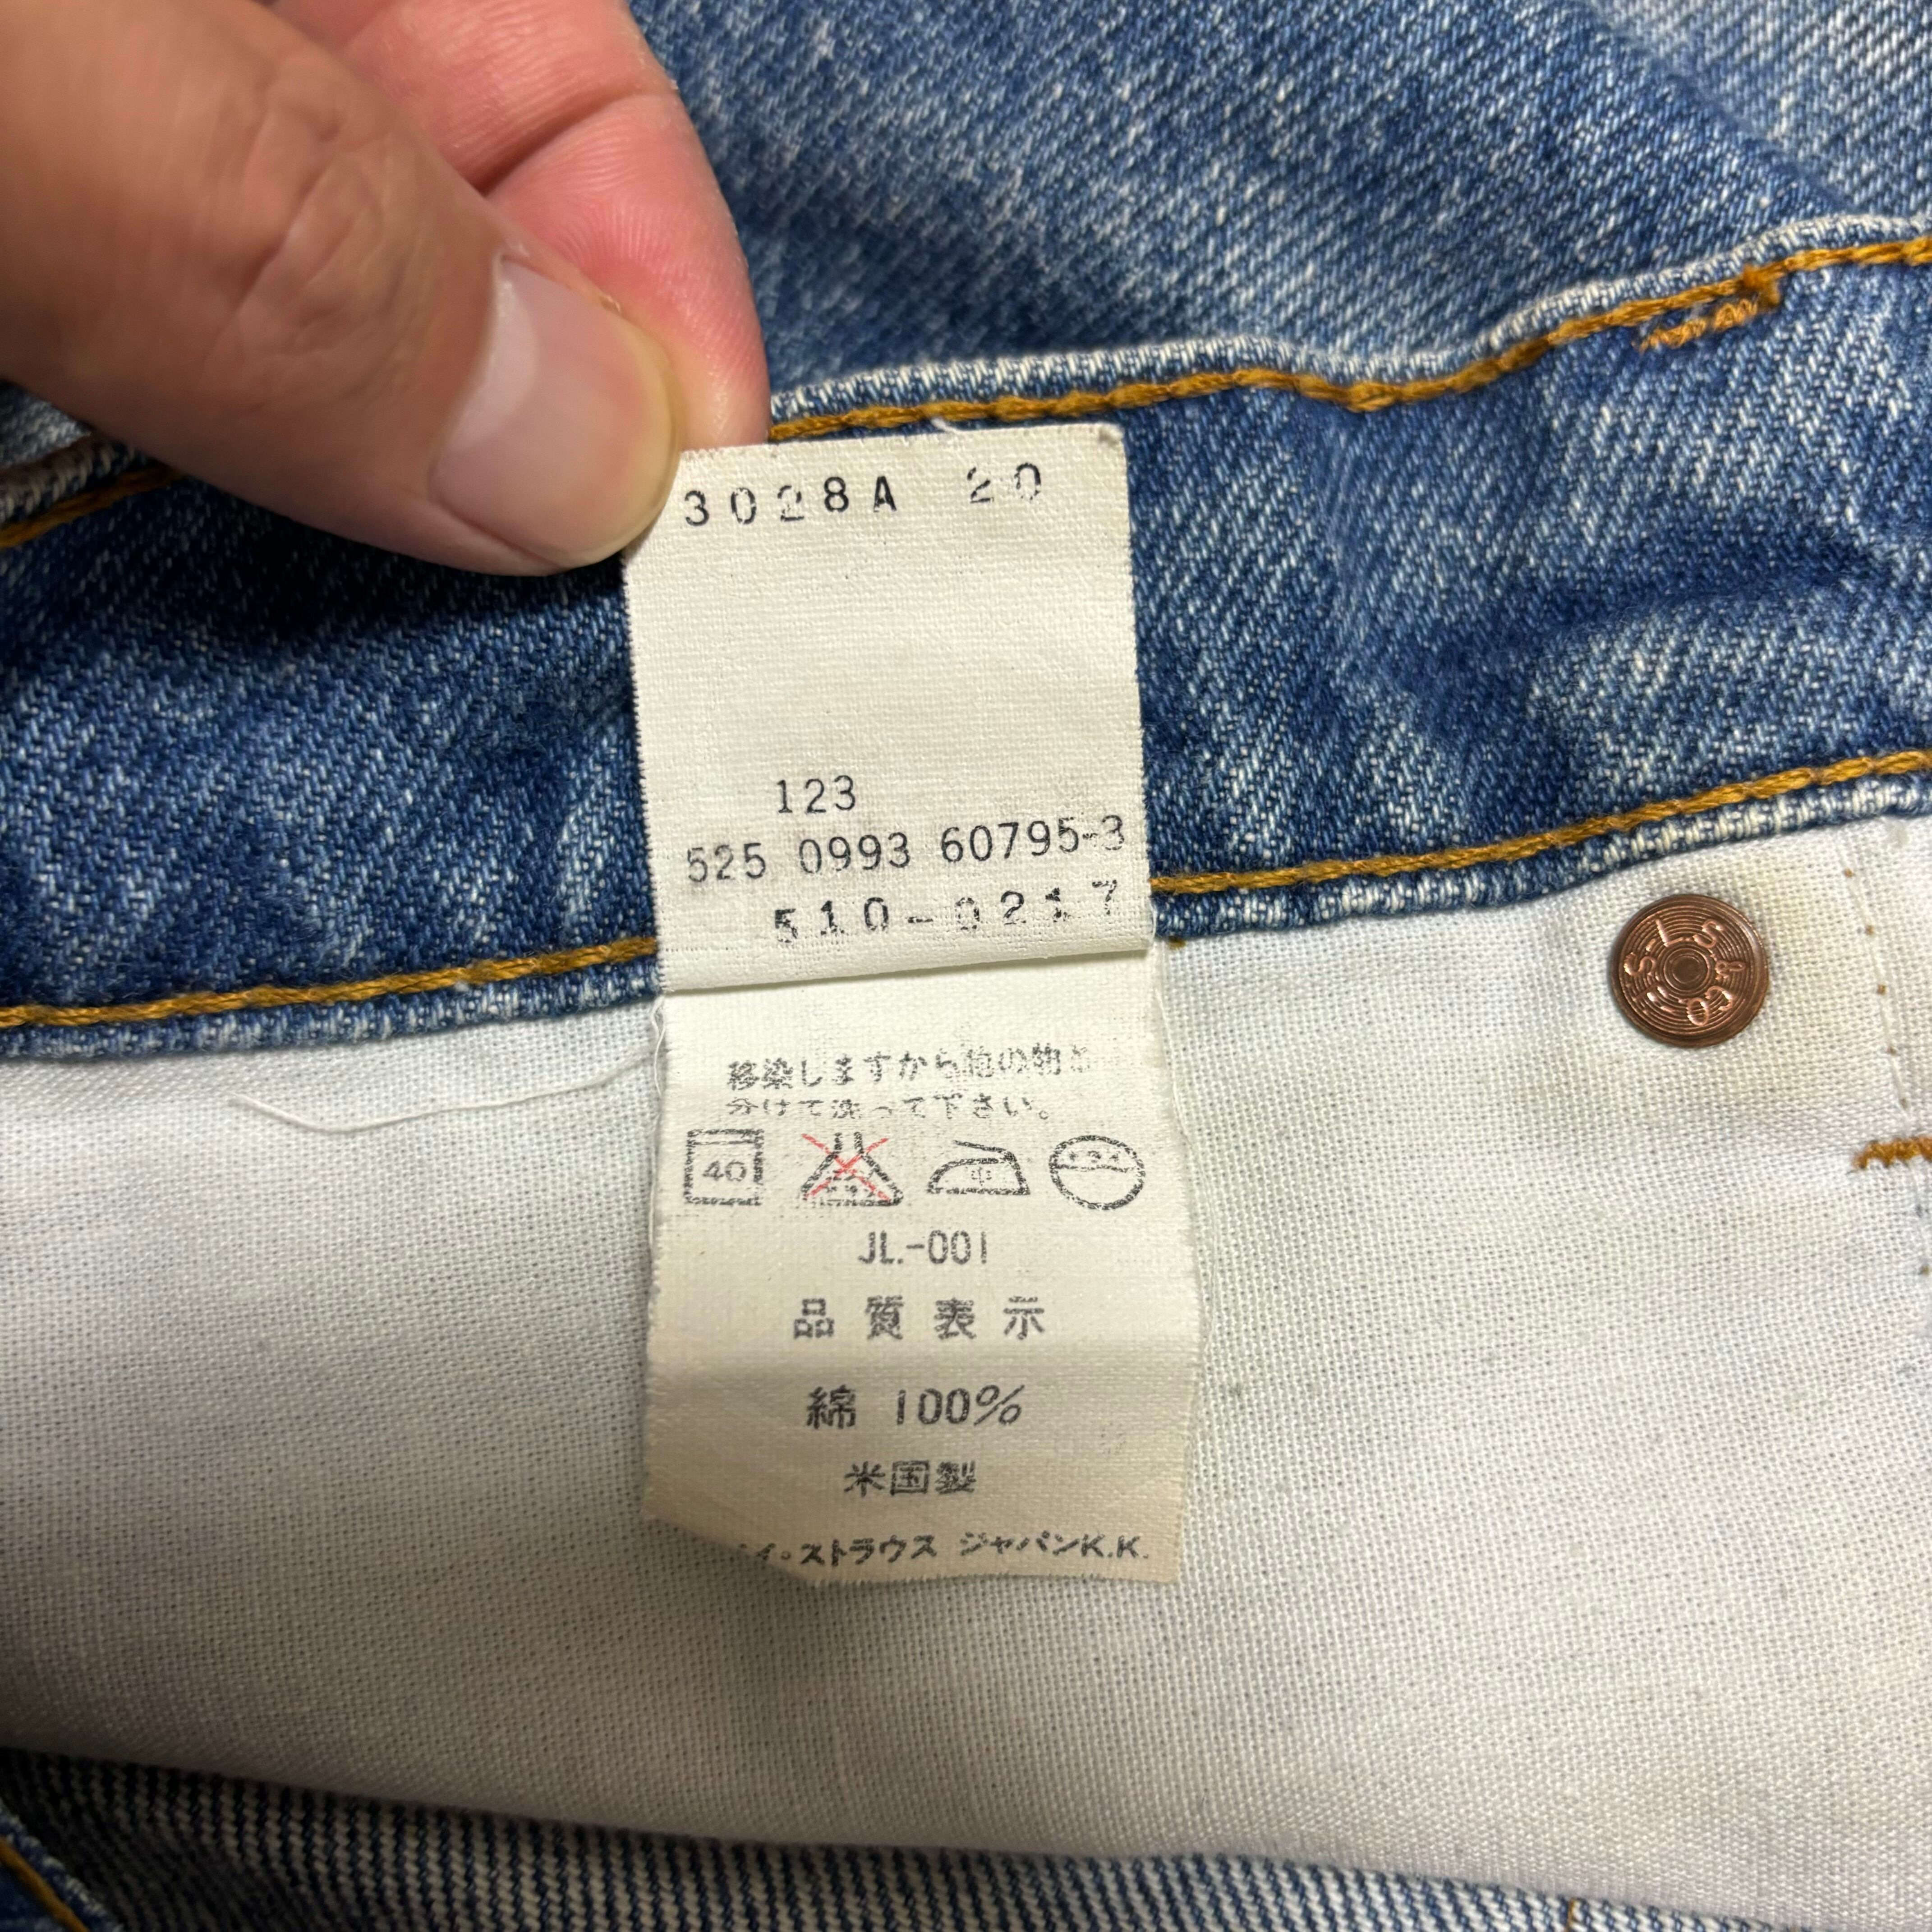 3028A 20
123
525 0993 60795-3
510-0217
移染しますから他の物と
分けて洗って下さい。
40
JL-001
品質表示
綿 100%
米国製
イ・ストラウス ジャパンK.K.
L.S.&CO.-S.F.